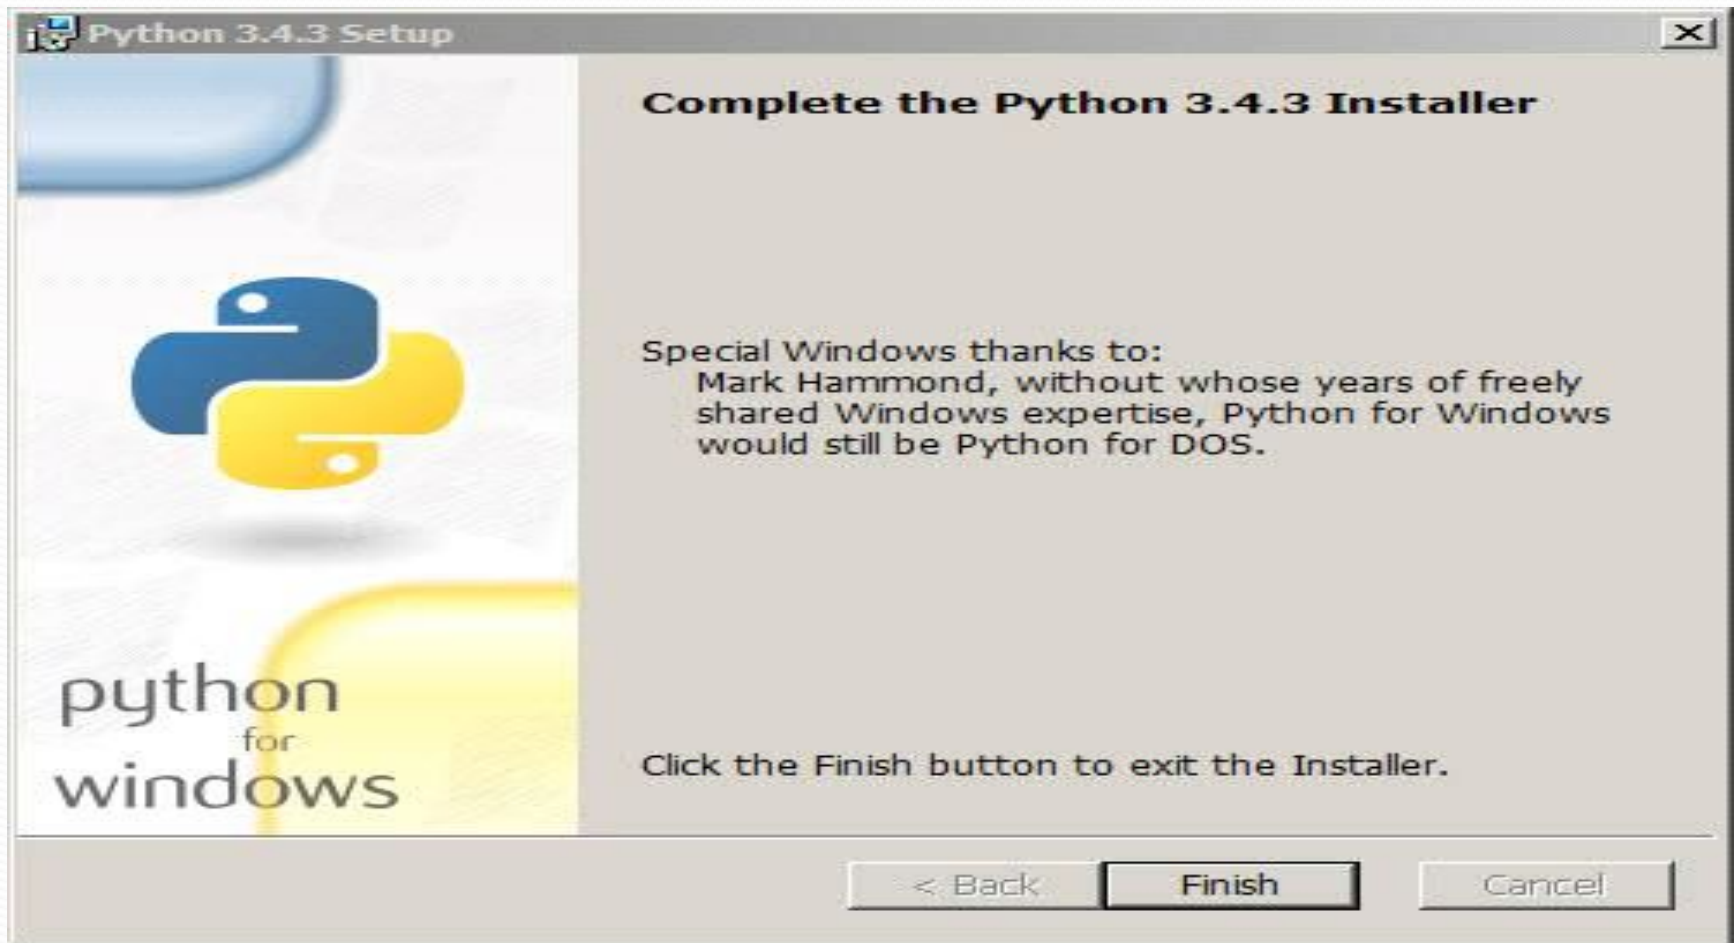 Python 3.4.3 Setup
Complete the Python 3.4.3 Installer
Special Windows thanks to:
Mark Hammond, without whose years of freely
shared Windows expertise, Python for Windows
would still be Python for DOS.
python
for
windows
Click the Finish button to exit the Installer.
< Back
Finish
Cancel